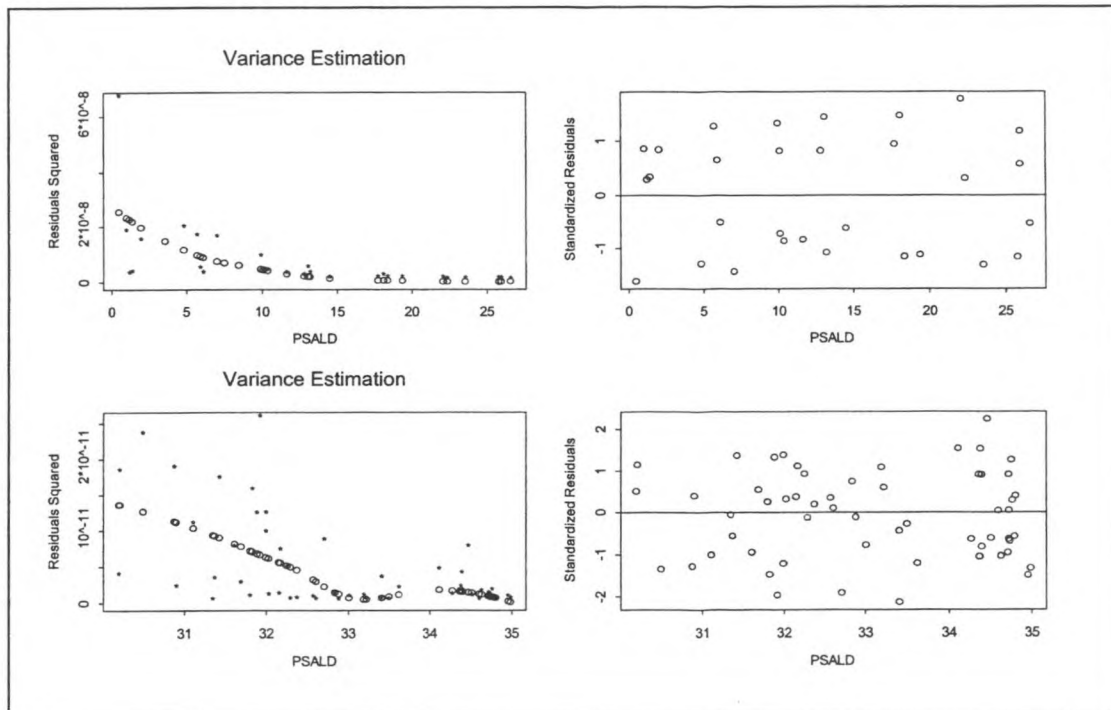 Variance Estimation
Residuals Squared
6*10^-8
2*10^-8
0
0 5 10 15 20 25
PSALD
Standardized Residuals
1
0
-1
0 5 10 15 20 25
PSALD
Variance Estimation
Residuals Squared
2*10^-11
10^-11
0
31 32 33 34 35
PSALD
Standardized Residuals
2
1
0
-1
-2
31 32 33 34 35
PSALD